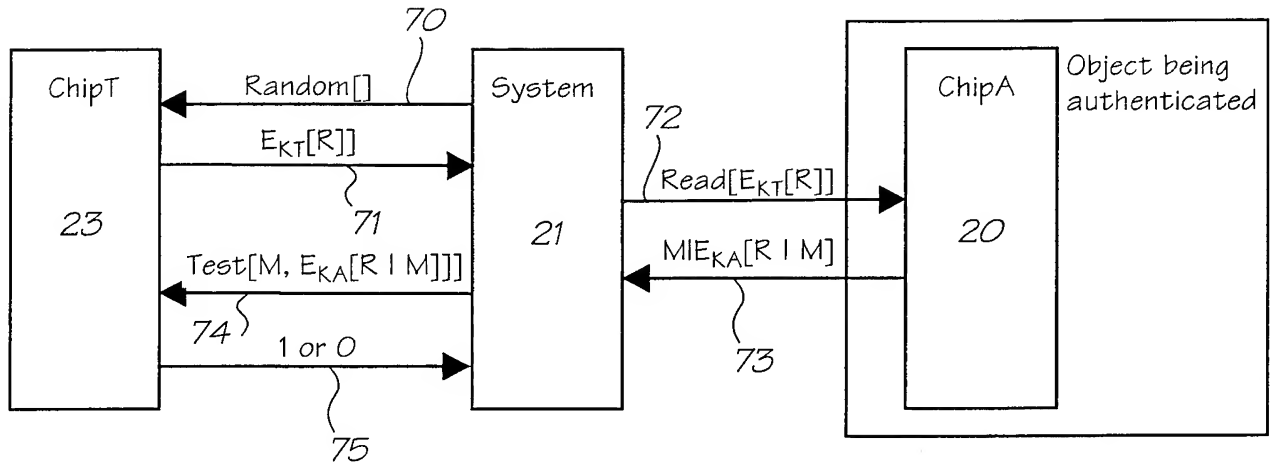 70
ChipT
Random[]
System
ChipA
Object being
authenticated
E_KT[R]]
72
71
Read[E_KT[R]]
23
21
20
Test[M, E_KA[R | M]]]
MIE_KA[R | M]
74
73
1 or 0
75